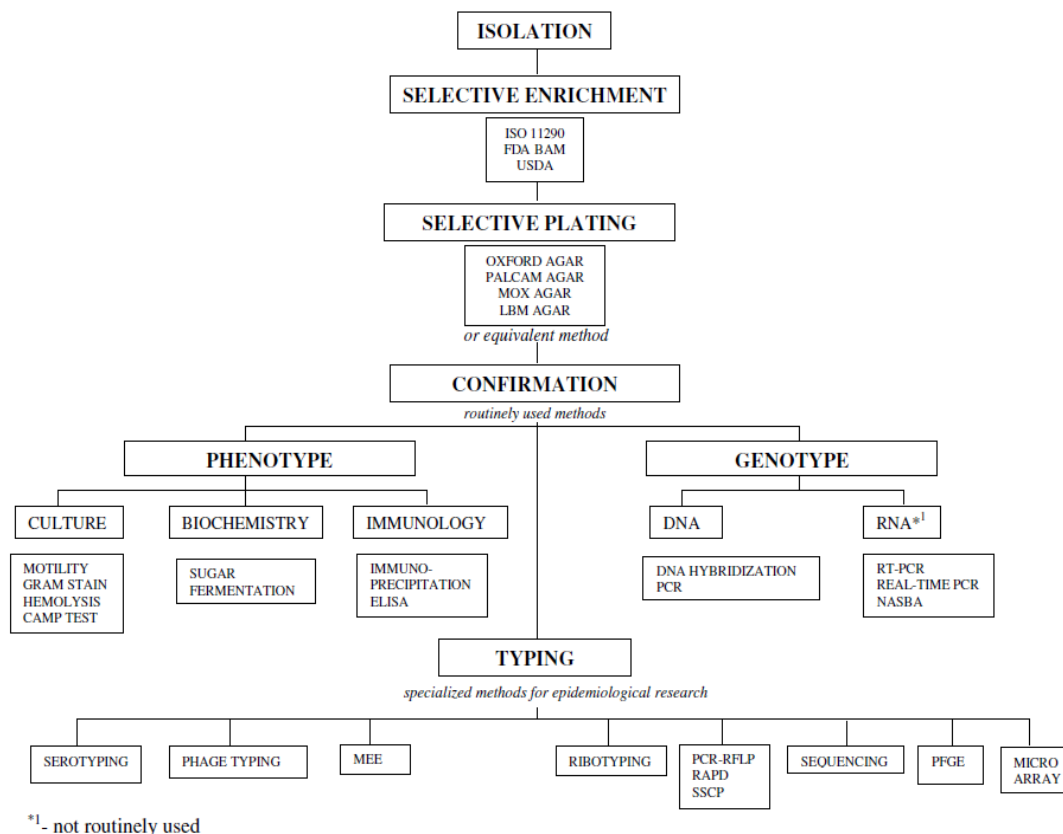 ISOLATION
SELECTIVE ENRICHMENT
ISO 11290
FDA BAM
USDA
SELECTIVE PLATING
OXFORD AGAR
PALCAM AGAR
MOX AGAR
LBM AGAR
or equivalent method
CONFIRMATION
routinely used methods
PHENOTYPE
GENOTYPE
CULTURE
BIOCHEMISTRY
IMMUNOLOGY
DNA
RNA*1
MOTILITY
GRAM STAIN
HEMOLYSIS
CAMP TEST
SUGAR
FERMENTATION
IMMUNO-
PRECIPITATION
ELISA
DNA HYBRIDIZATION
PCR
RT-PCR
REAL-TIME PCR
NASBA
TYPING
specialized methods for epidemiological research
SEROTYPING
PHAGE TYPING
MEE
RIBOTYPING
PCR-RFLP
RAPD
SSCP
SEQUENCING
PFGE
MICRO
ARRAY
*1- not routinely used